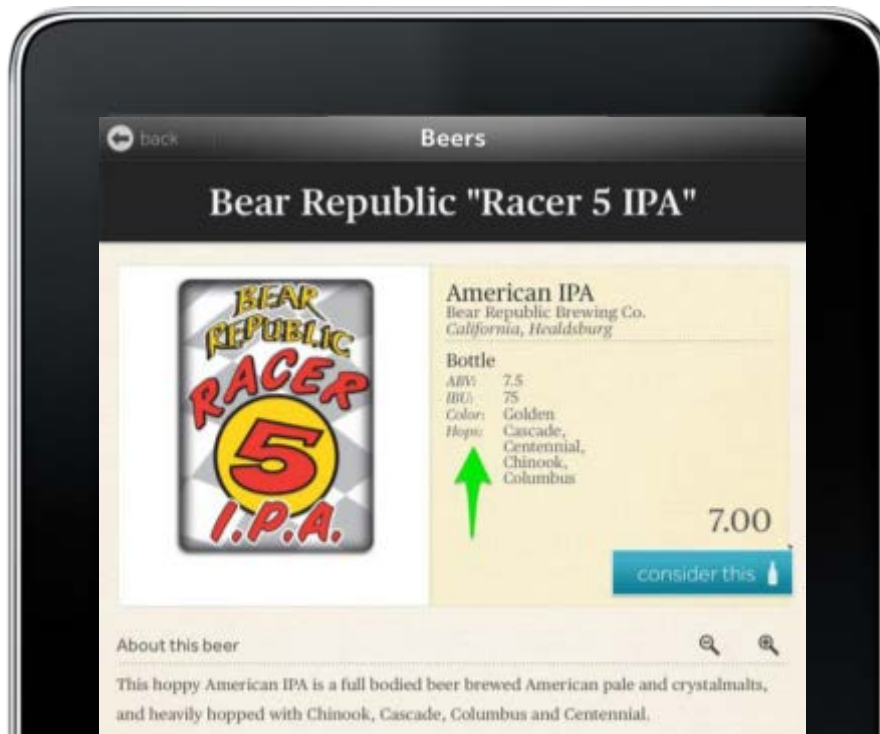 back
Beers
Bear Republic "Racer 5 IPA"
BEAR
REPUBLIC
RACER
5
I.P.A.
American IPA
Bear Republic Brewing Co.
California, Healdsburg
Bottle
ABV: 7.5
IBU: 75
Color: Golden
Hops: Cascade,
Centennial,
Chinook,
Columbus
7.00
consider this
About this beer
This hoppy American IPA is a full bodied beer brewed American pale and crystalmalts,
and heavily hopped with Chinook, Cascade, Columbus and Centennial.